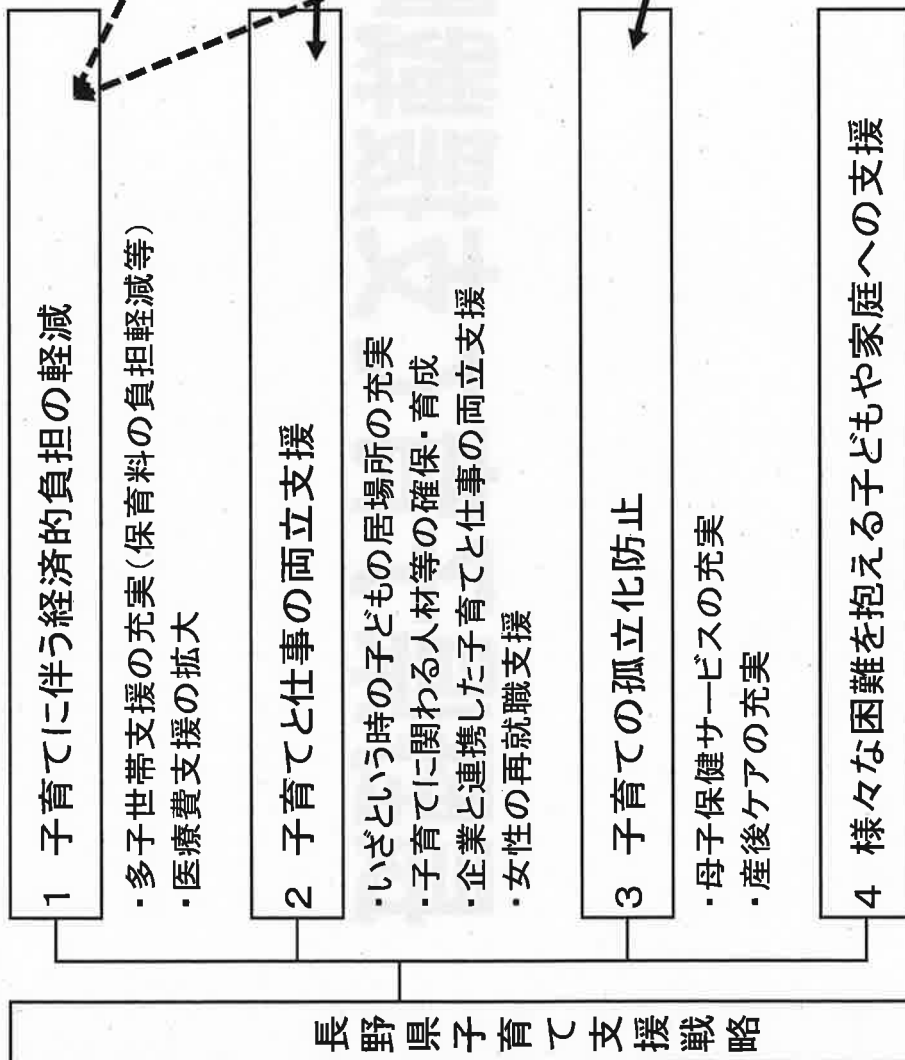 長野県子育て支援戦略
1 子育てに伴う経済的負担の軽減
・多子世帯支援の充実(保育料の負担軽減等)
・医療費支援の拡大
2 子育てと仕事の両立支援
・いざという時の子どもの居場所の充実
・子育てに関わる人材等の確保・育成
・企業と連携した子育てと仕事の両立支援
・女性の再就職支援
3 子育ての孤立化防止
・母子保健サービスの充実
・産後ケアの充実
4 様々な困難を抱える子どもや家庭への支援